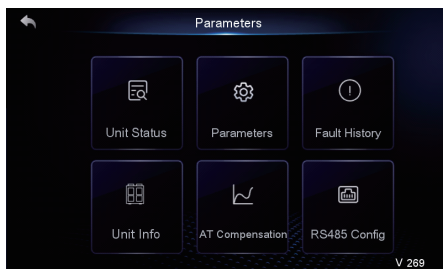 Parameters
Unit Status
Parameters
Fault History
Unit Info
AT Compensation
RS485 Config
V 269